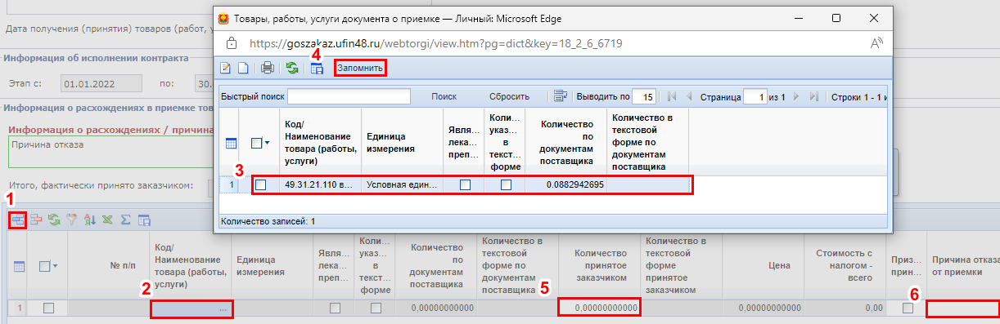 Дата получения (принятия) товаров (работ, у
Информация об исполнении контракта
Этап с: 01.01.2022 по: 30.
Информация о расхождениях в приемке тов
Информация о расхождениях / причина
Причина отказа
Итого, фактически принято заказчиком:
Товары, работы, услуги документа о приемке — Личный: Microsoft Edge
https://goszakaz.ufin48.ru/webtorgi/view.htm?pg=dict&key=18_2_6_6719
A
4
Запомнить
Быстрый поиск Поиск Сбросить Выводить по 15 Страница 1 из 1 Строки 1 - 1 и
Код/
Наименование
товара (работы,
услуги)
Единица
измерения
Явля...
лека...
преп...
Коли...
указ...
в
текст...
форме
Количество
по
документам
поставщика
Количество в
текстовой
форме по
документам
поставщика
3
1 49.31.21.110 в... Условная един... 0.0882942695
Количество записей: 1
1
№ п/п
Код/
Наименование
товара (работы,
услуги)
Единица
измерения
Явля...
лека...
преп...
Коли...
указ...
в
текст...
форме
Количество
по
документам
поставщика
Количество в
текстовой
форме по
документам
поставщика
Количество
принятое
заказчиком
Количество в
текстовой
форме
принятое
заказчиком
Цена
Стоимость с
налогом -
всего
Приз...
прин...
Причина отказа
от приемки
2
5
6
1 ... 0,00000000000 0,00000000000 0,00000000000 0,00